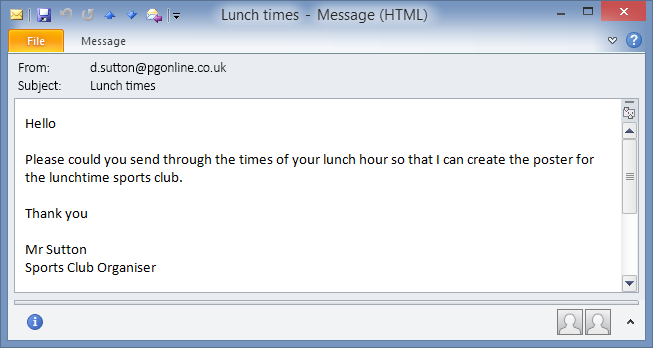 Lunch times - Message (HTML)
File Message
From: d.sutton@pgonline.co.uk
Subject: Lunch times
Hello
Please could you send through the times of your lunch hour so that I can create the poster for
the lunchtime sports club.
Thank you
Mr Sutton
Sports Club Organiser